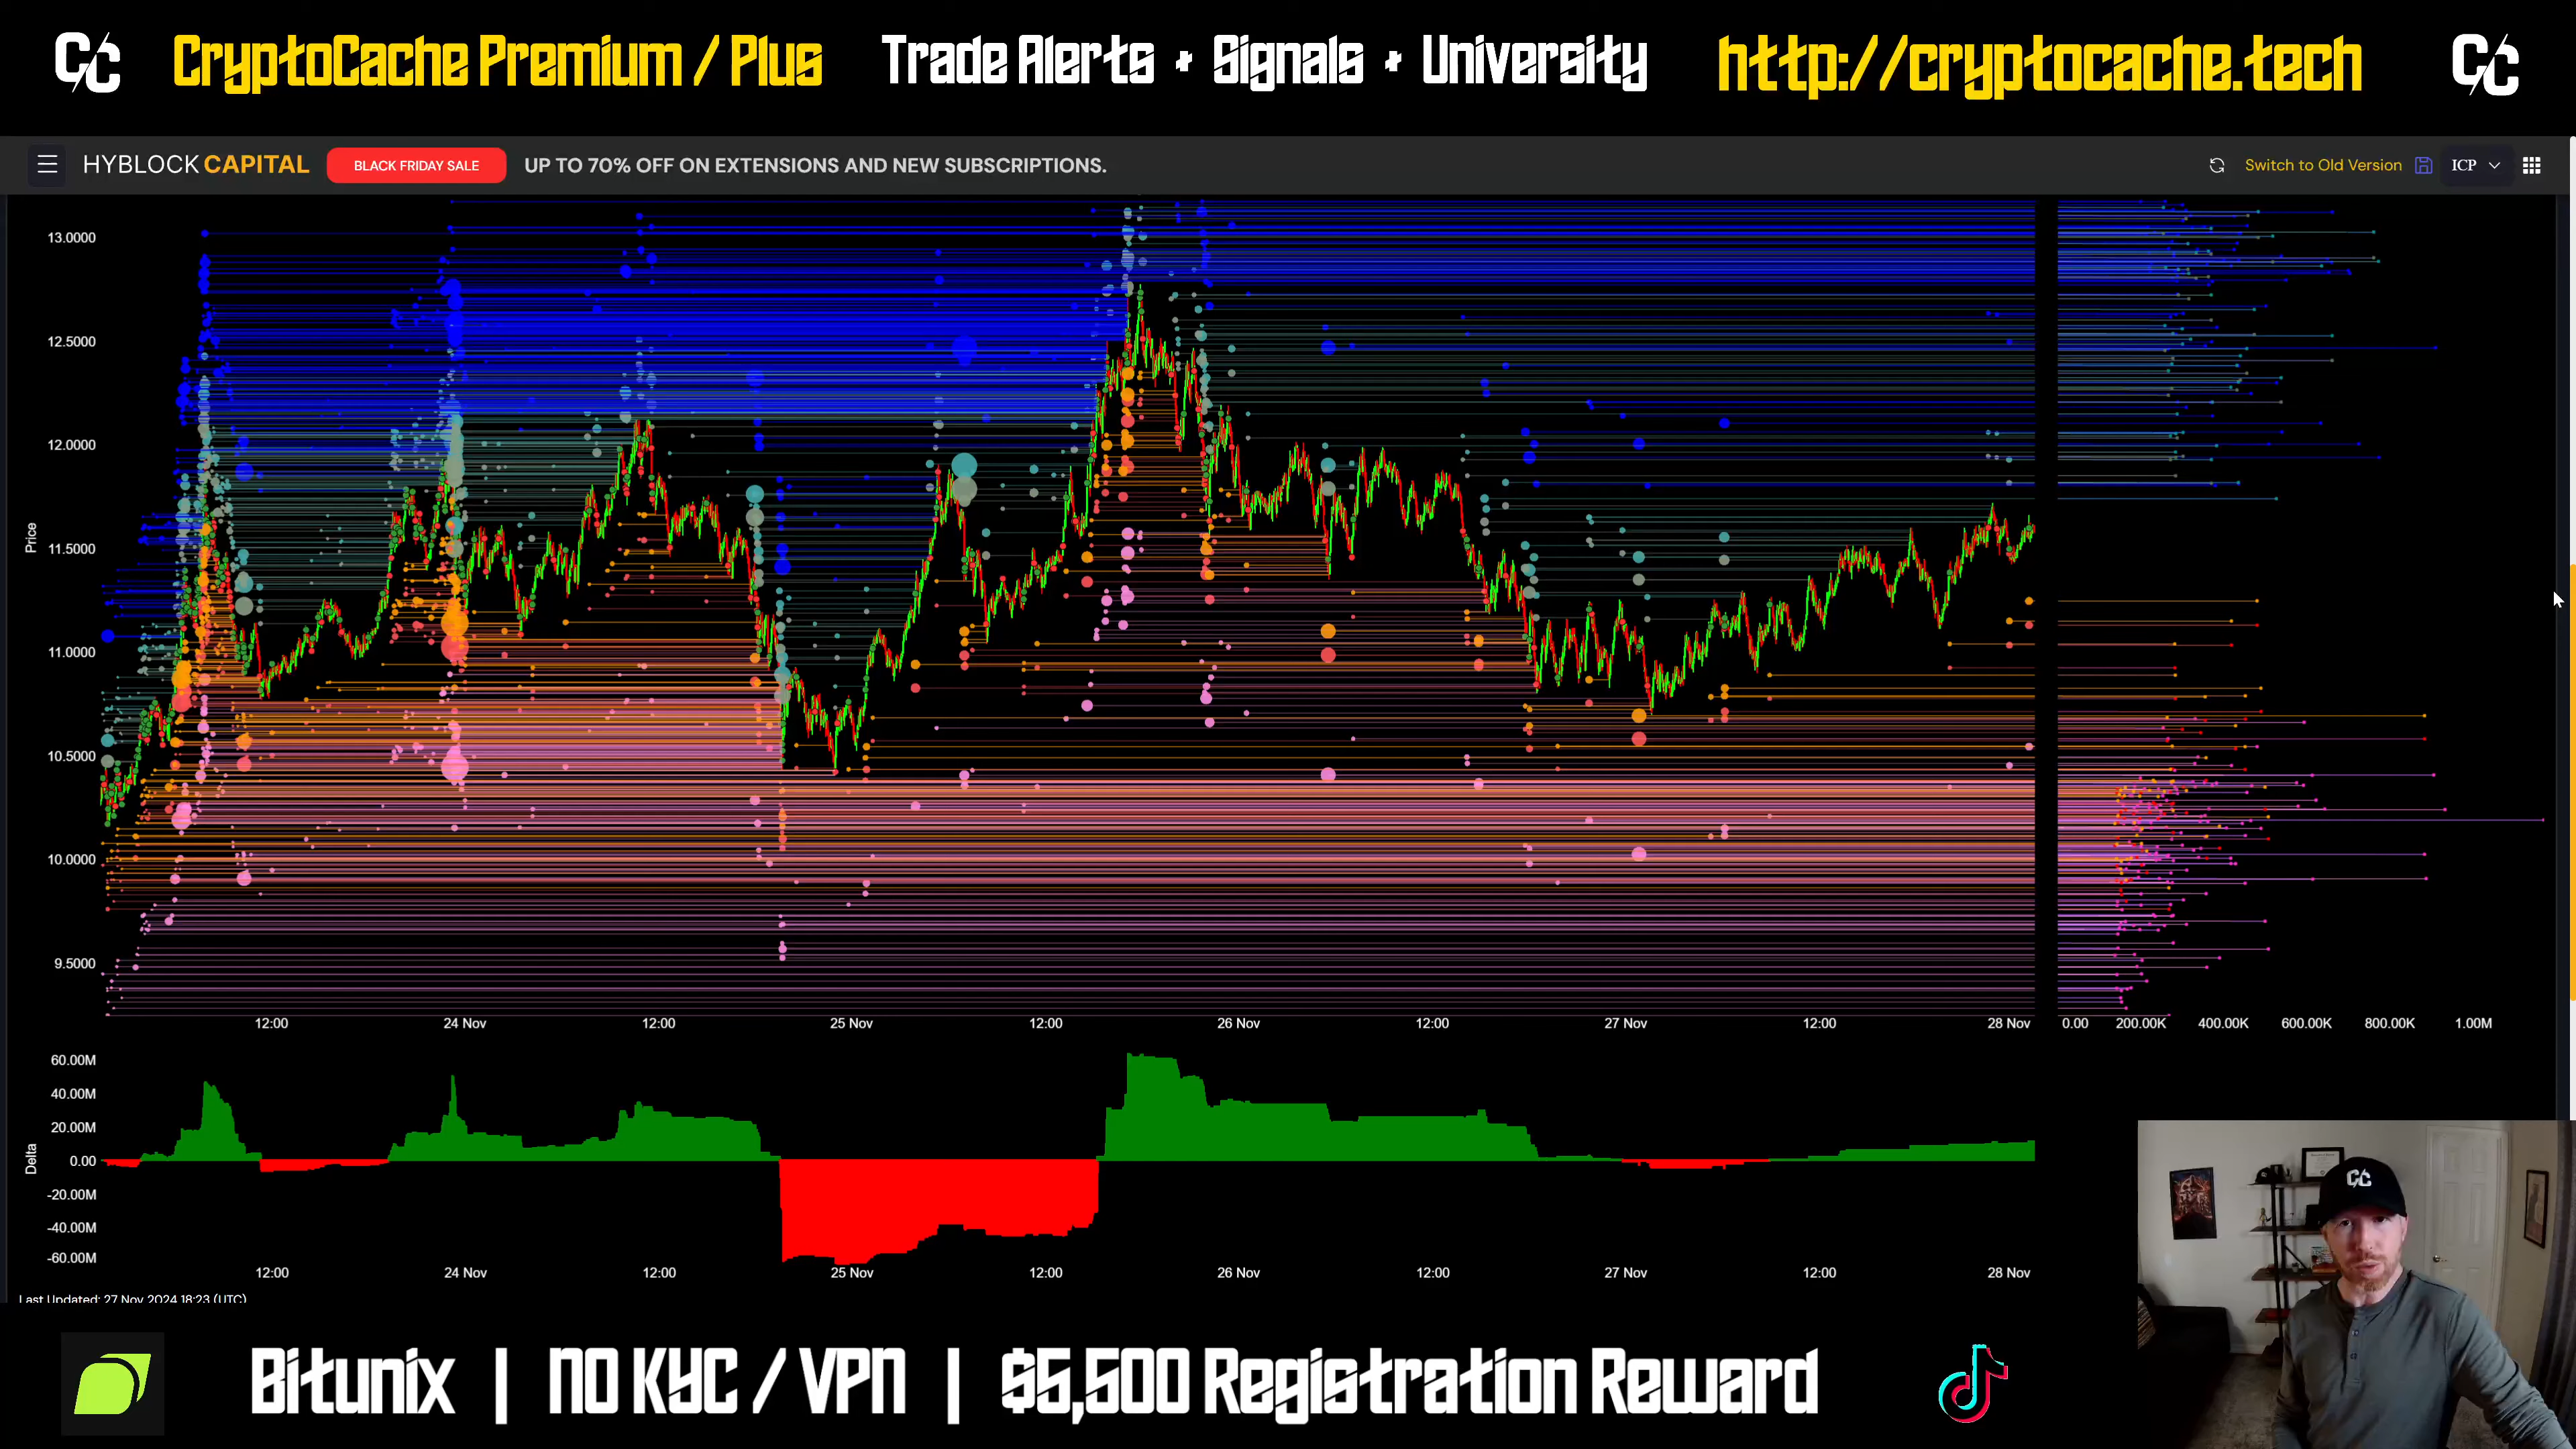 CC CryptoCache Premium / Plus Trade Alerts + Signals + University http://cryptocache.tech CC
HYBLOCK CAPITAL BLACK FRIDAY SALE UP TO 70% OFF ON EXTENSIONS AND NEW SUBSCRIPTIONS. Switch to Old Version ICP
13.0000
12.5000
12.0000
Price
11.5000
11.0000
10.5000
10.0000
9.5000
12:00 24 Nov 12:00 25 Nov 12:00 26 Nov 12:00 27 Nov 12:00 28 Nov 0.00 200.00K 400.00K 600.00K 800.00K 1.00M
60.00M
40.00M
20.00M
Delta
0.00
-20.00M
-40.00M
-60.00M
12:00 24 Nov 12:00 25 Nov 12:00 26 Nov 12:00 27 Nov 12:00 28 Nov
CC
Last Updated: 27 Nov 2024 18:23 (UTC)
Bitunix | NO KYC / VPN | $5,500 Registration Reward